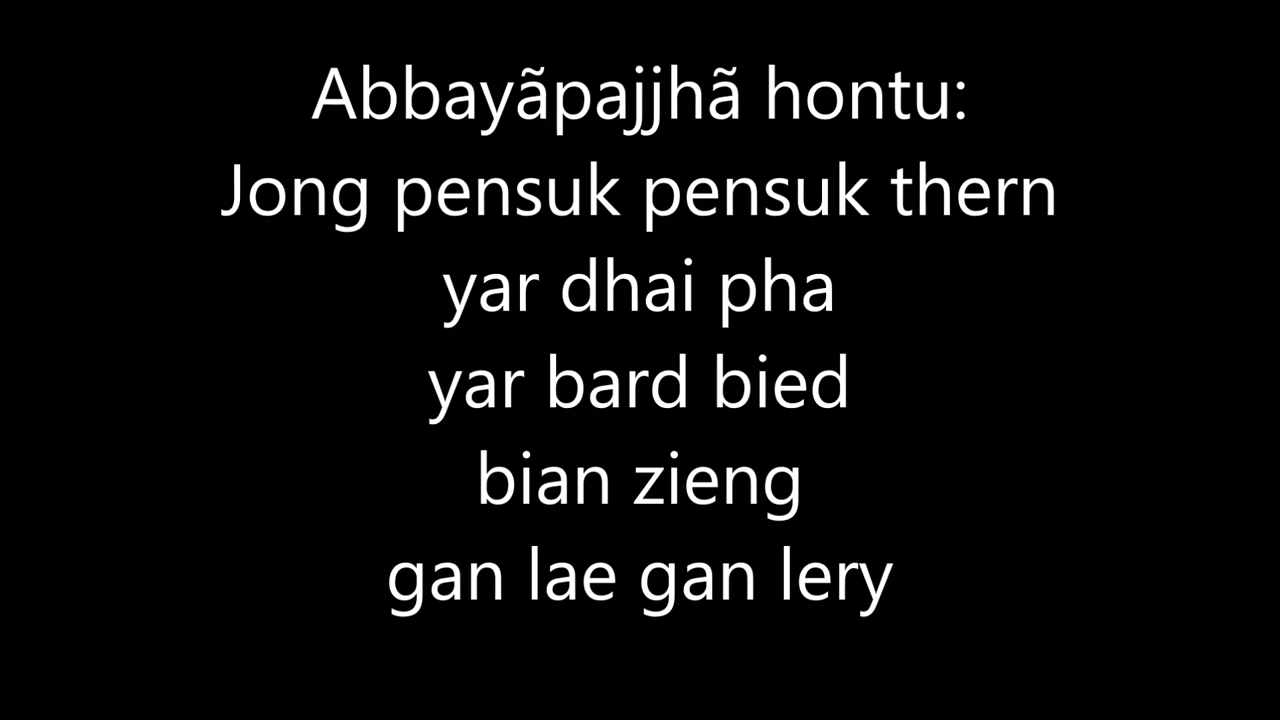 Abbayãpajjhã hontu:
Jong pensuk pensuk thern
yar dhai pha
yar bard bied
bian zieng
gan lae gan lery